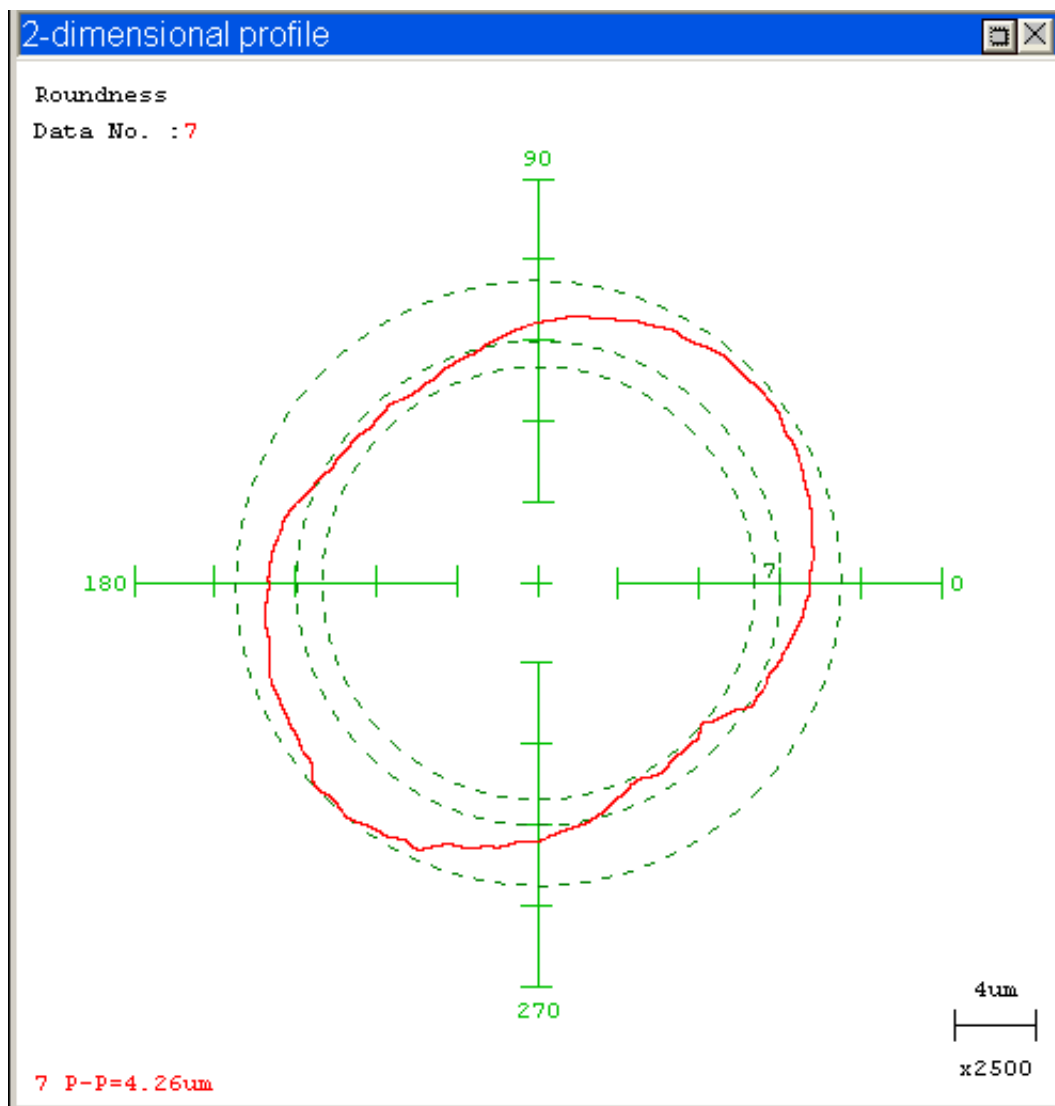 2-dimensional profile
Roundness
Data No. :7
90
180
7
0
270
4um
x2500
7 P-P=4.26um